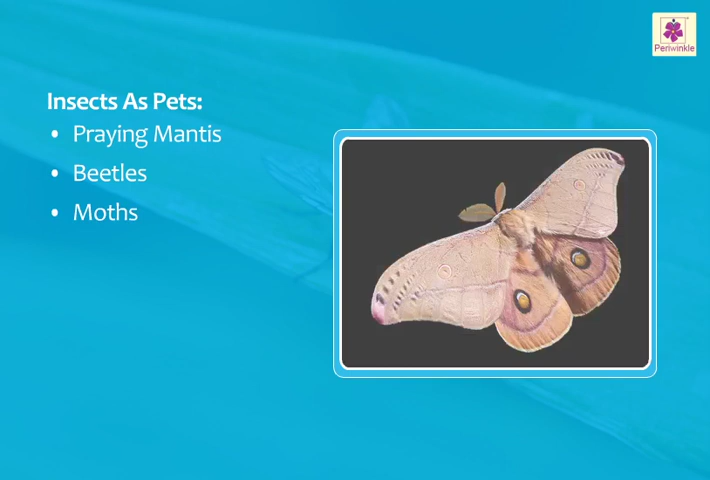 Periwinkle
Insects As Pets:
• Praying Mantis
• Beetles
• Moths